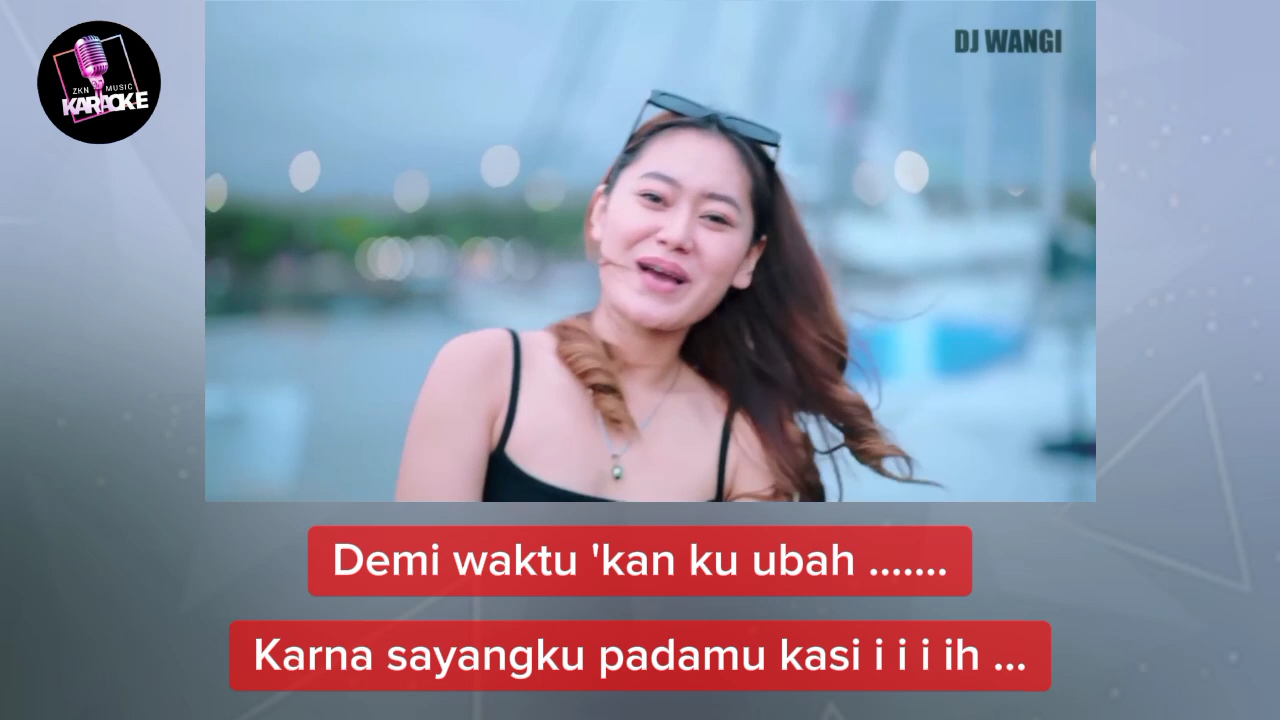 DJ WANGI
ZKN MUSIC
KARAOKE
Demi waktu 'kan ku ubah .......
Karna sayangku padamu kasi i i i ih ...